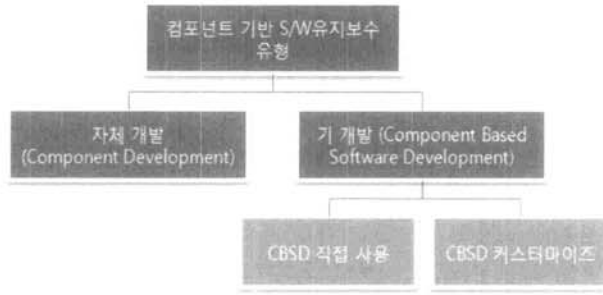 컴포넌트 기반 S/W유지보수
유형
자체 개발
(Component Development)
기 개발 (Component Based
Software Development)
CBSD 직접 사용
CBSD 커스터마이즈